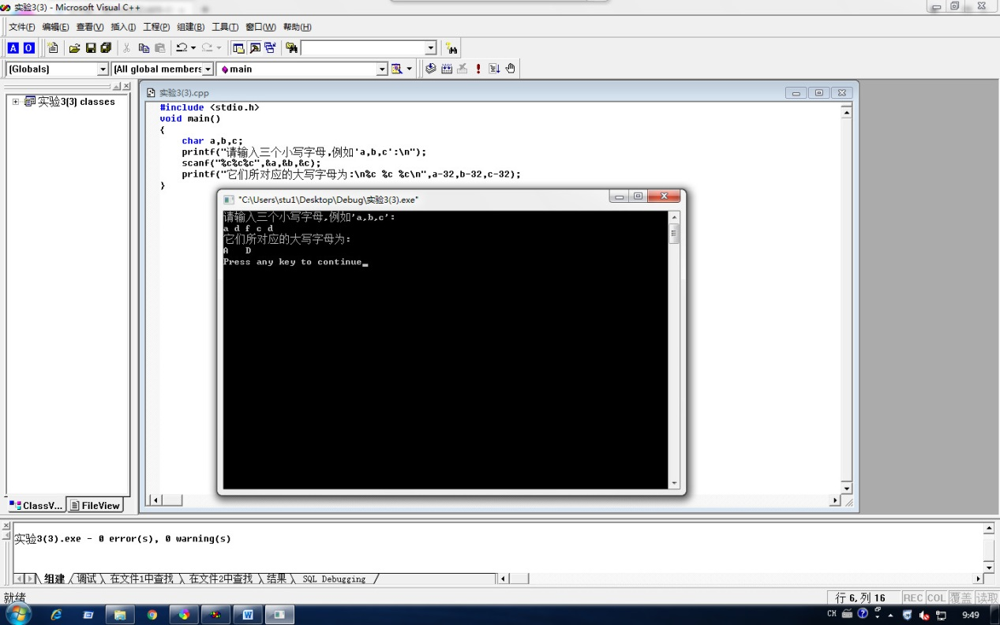 实验3(3) - Microsoft Visual C++
文件(F) 编辑(E) 查看(V) 插入(I) 工程(P) 组建(B) 工具(T) 窗口(W) 帮助(H)
A O
(Globals) (All global members main
实验3(3) classes
实验3(3).cpp
#include <stdio.h>
void main()
{
char a,b,c;
printf("请输入三个小写字母,例如'a,b,c':\n");
scanf("%c%c%c",&a,&b,&c);
printf("它们所对应的大写字母为:\n%c %c %c\n",a-32,b-32,c-32);
}
"C:\Users\stu1\Desktop\Debug\实验3(3).exe"
请输入三个小写字母,例如'a,b,c':
a d f c d
它们所对应的大写字母为:
A D
Press any key to continue_
ClassV... FileView
实验3(3).exe - 0 error(s), 0 warning(s)
组建 调试 在文件1中查找 在文件2中查找 结果 SQL Debugging
就绪
行 6, 列 16 REC COL 覆盖 读取
CH 9:49